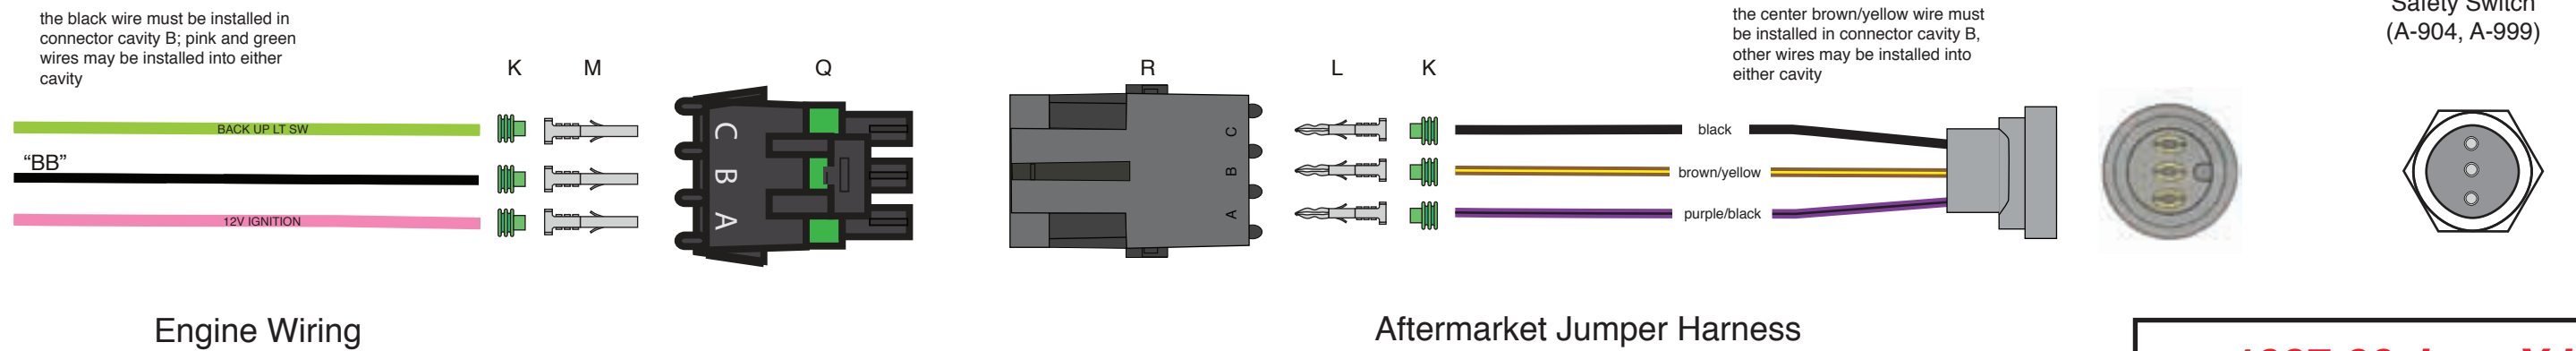 the black wire must be installed in
connector cavity B; pink and green
wires may be installed into either
cavity
the center brown/yellow wire must
be installed in connector cavity B,
other wires may be installed into
either cavity
Safety Switch
(A-904, A-999)
K M Q R L K
BACK UP LT SW
"BB"
12V IGNITION
C
B
A
C
B
A
black
brown/yellow
purple/black
Engine Wiring
Aftermarket Jumper Harness